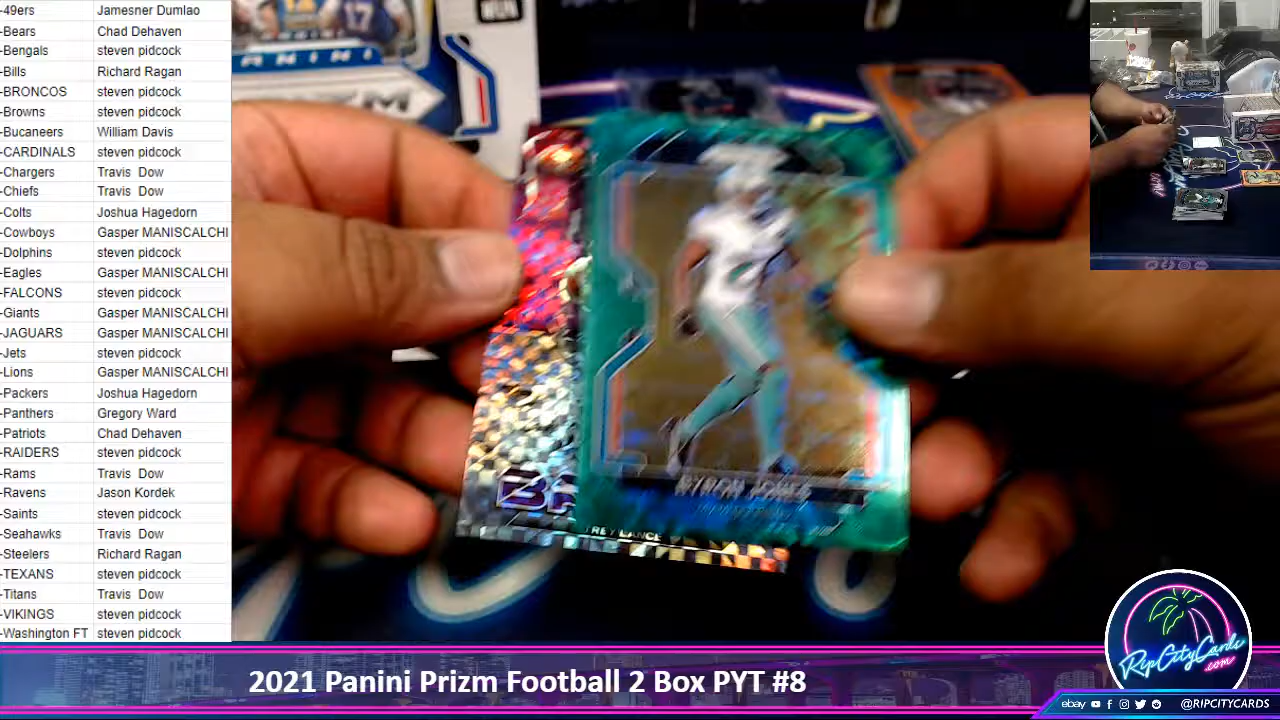 -49ers Jamesner Dumlao
-Bears Chad Dehaven
-Bengals steven pidcock
-Bills Richard Ragan
-BRONCOS steven pidcock
-Browns steven pidcock
-Bucaneers William Davis
-CARDINALS steven pidcock
-Chargers Travis Dow
-Chiefs Travis Dow
-Colts Joshua Hagedorn
-Cowboys Gasper MANISCALCHI
-Dolphins steven pidcock
-Eagles Gasper MANISCALCHI
-FALCONS steven pidcock
-Giants Gasper MANISCALCHI
-JAGUARS Gasper MANISCALCHI
-Jets steven pidcock
-Lions Gasper MANISCALCHI
-Packers Joshua Hagedorn
-Panthers Gregory Ward
-Patriots Chad Dehaven
-RAIDERS steven pidcock
-Rams Travis Dow
-Ravens Jason Kordek
-Saints steven pidcock
-Seahawks Travis Dow
-Steelers Richard Ragan
-TEXANS steven pidcock
-Titans Travis Dow
-VIKINGS steven pidcock
-Washington FT steven pidcock
PANINI
BYRON JONES
TREY LANCE
RipCityCards
.com
2021 Panini Prizm Football 2 Box PYT #8
ebay @RIPCITYCARDS